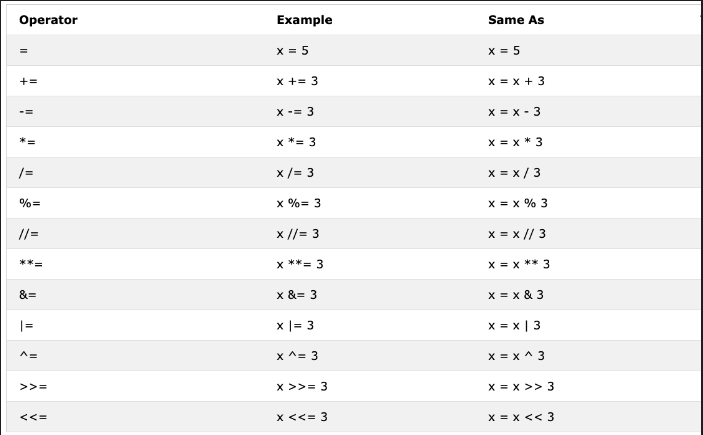 Operator Example Same As
= x = 5 x = 5
+= x += 3 x = x + 3
-= x -= 3 x = x - 3
*= x *= 3 x = x * 3
/= x /= 3 x = x / 3
%= x %= 3 x = x % 3
//= x //= 3 x = x // 3
**= x **= 3 x = x ** 3
&= x &= 3 x = x & 3
|= x |= 3 x = x | 3
^= x ^= 3 x = x ^ 3
>>= x >>= 3 x = x >> 3
<<= x <<= 3 x = x << 3